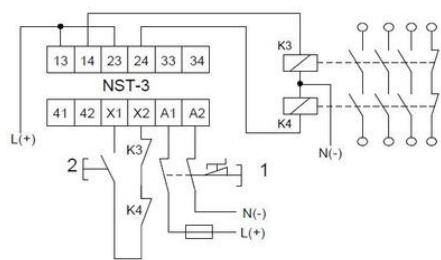 13 14 23 24 33 34
NST-3
41 42 X1 X2 A1 A2
K3
K4
L(+)
N(-)
2
K3
K4
1
N(-)
L(+)